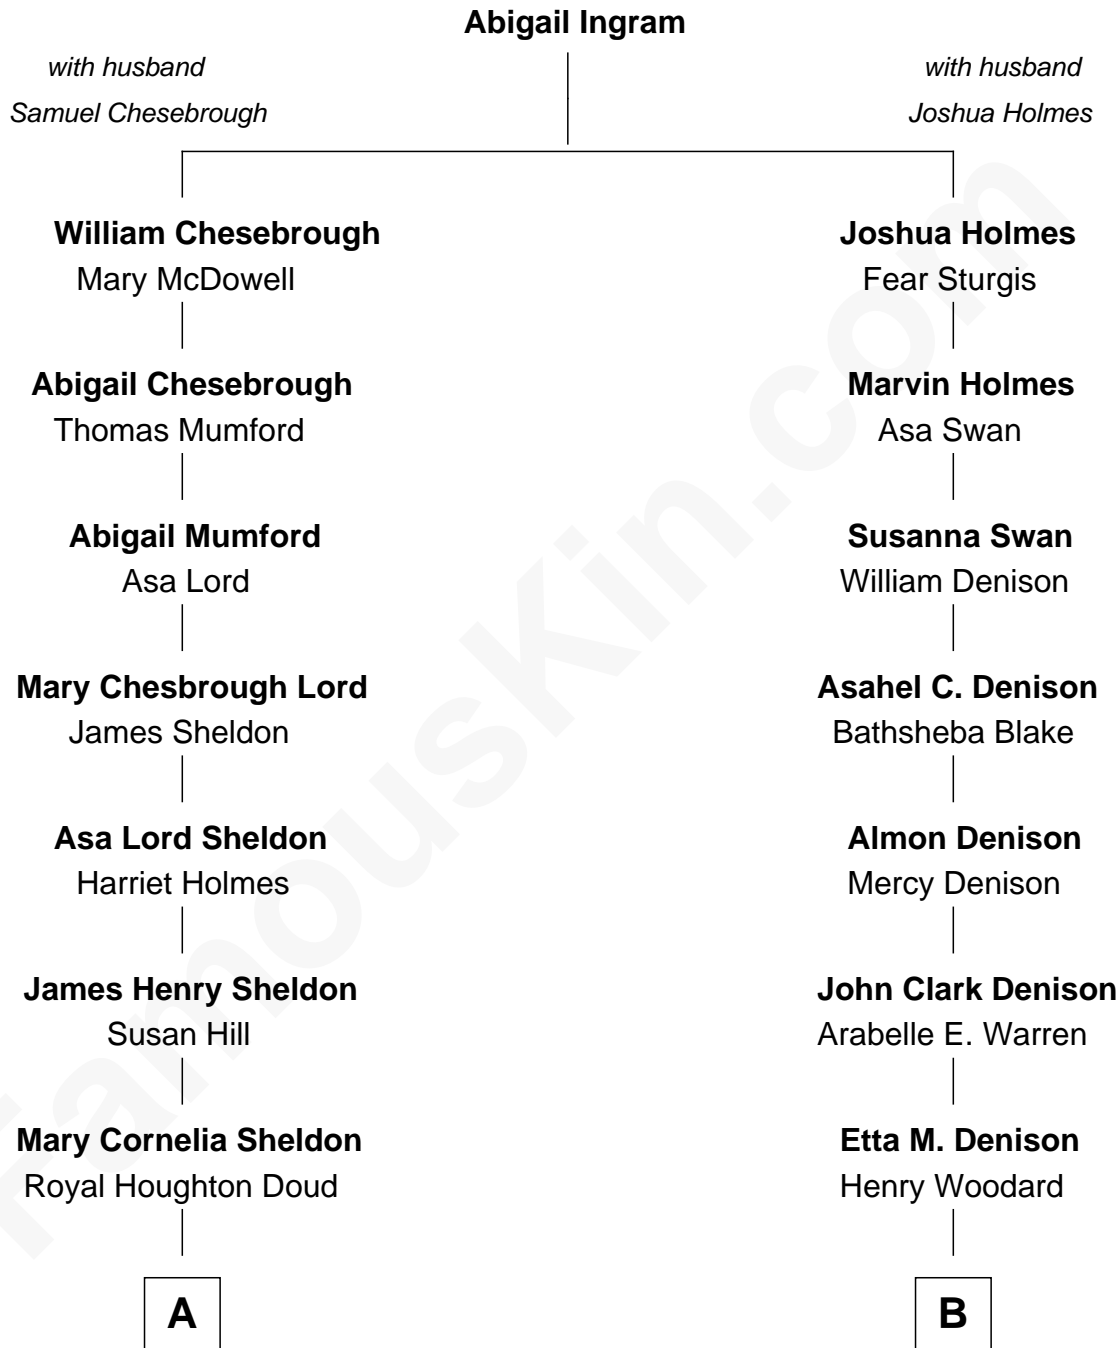 Abigail Ingram
with husband
Samuel Chesebrough
with husband
Joshua Holmes
William Chesebrough
Mary McDowell
Joshua Holmes
Fear Sturgis
Abigail Chesebrough
Thomas Mumford
Marvin Holmes
Asa Swan
Abigail Mumford
Asa Lord
Susanna Swan
William Denison
Mary Chesbrough Lord
James Sheldon
Asahel C. Denison
Bathsheba Blake
Asa Lord Sheldon
Harriet Holmes
Almon Denison
Mercy Denison
James Henry Sheldon
Susan Hill
John Clark Denison
Arabelle E. Warren
Mary Cornelia Sheldon
Royal Houghton Doud
Etta M. Denison
Henry Woodard
A
B
FamousKin.com